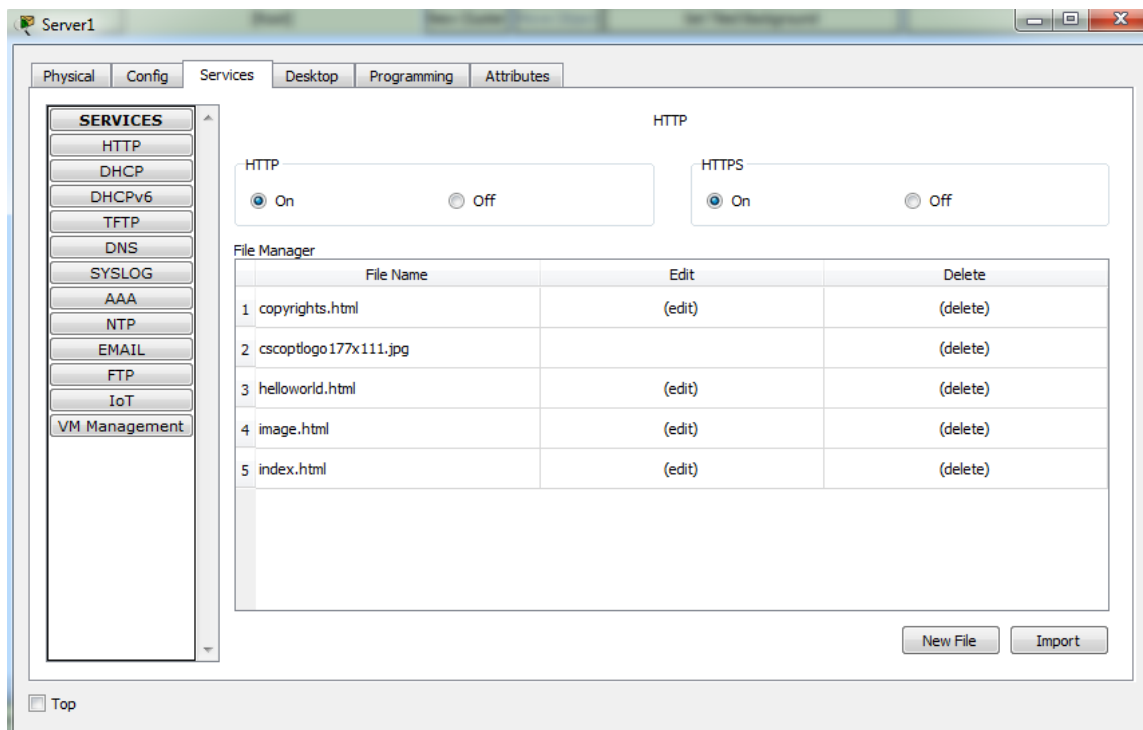 Server1
Physical Config Services Desktop Programming Attributes
SERVICES
HTTP
DHCP
DHCPv6
TFTP
DNS
SYSLOG
AAA
NTP
EMAIL
FTP
IoT
VM Management
HTTP
HTTP
On Off
HTTPS
On Off
File Manager
File Name Edit Delete
1 copyrights.html (edit) (delete)
2 cscoptlogo177x111.jpg (delete)
3 helloworld.html (edit) (delete)
4 image.html (edit) (delete)
5 index.html (edit) (delete)
New File Import
Top